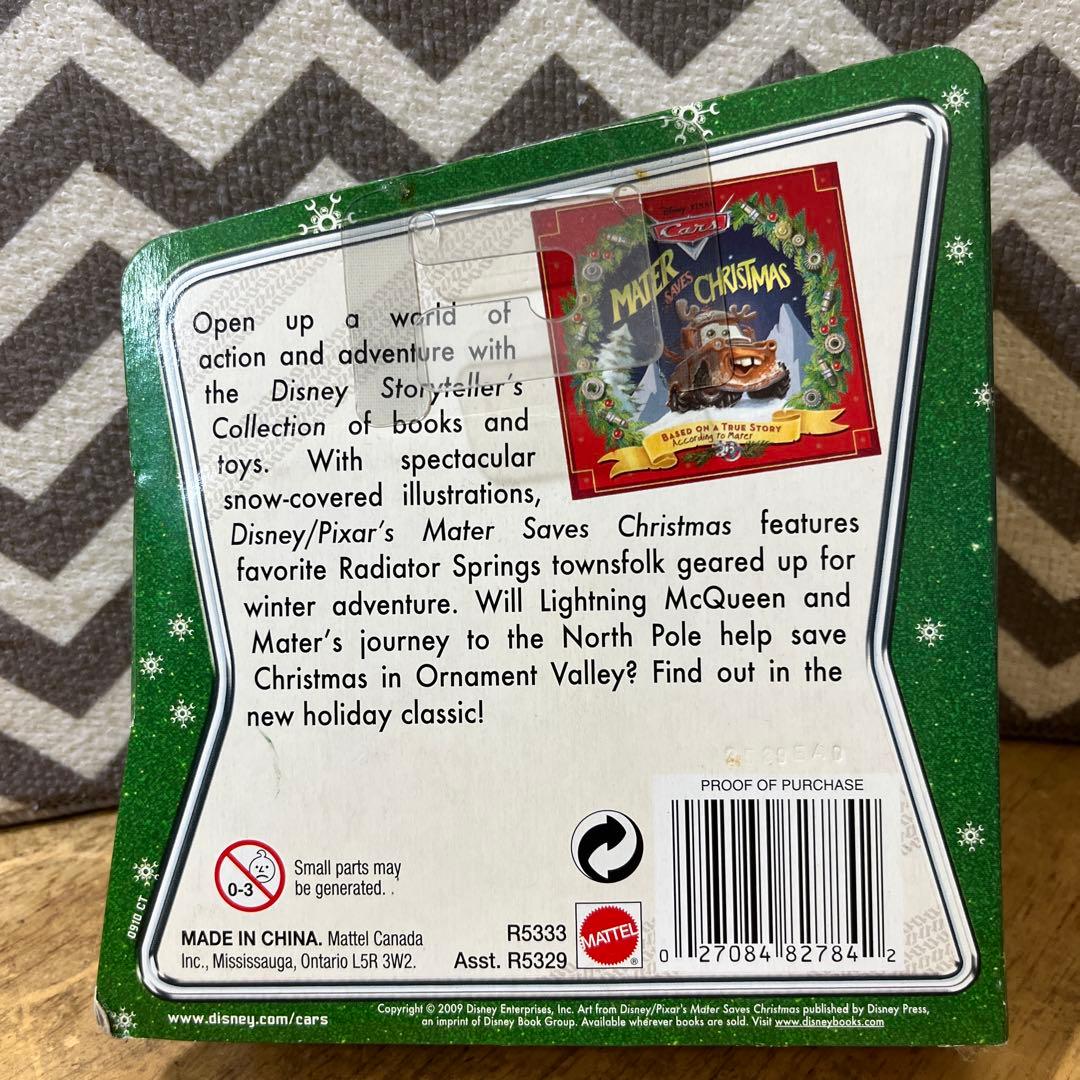 Disney PIXAR
Cars
MATER
SAVES
CHRISTMAS
BASED ON A TRUE STORY
According to Mater
Open up a world of
action and adventure with
the Disney Storyteller's
Collection of books and
toys. With spectacular
snow-covered illustrations,
Disney/Pixar's Mater Saves Christmas features
favorite Radiator Springs townsfolk geared up for
winter adventure. Will Lightning McQueen and
Mater's journey to the North Pole help save
Christmas in Ornament Valley? Find out in the
new holiday classic!
PROOF OF PURCHASE
0 27084 82784 2
0-3
Small parts may
be generated. .
MADE IN CHINA. Mattel Canada
Inc., Mississauga, Ontario L5R 3W2.
R5333
Asst. R5329
MATTEL
®
0910 CT
www.disney.com/cars
Copyright © 2009 Disney Enterprises, Inc. Art from Disney/Pixar's Mater Saves Christmas published by Disney Press,
an imprint of Disney Book Group. Available wherever books are sold. Visit www.disneybooks.com